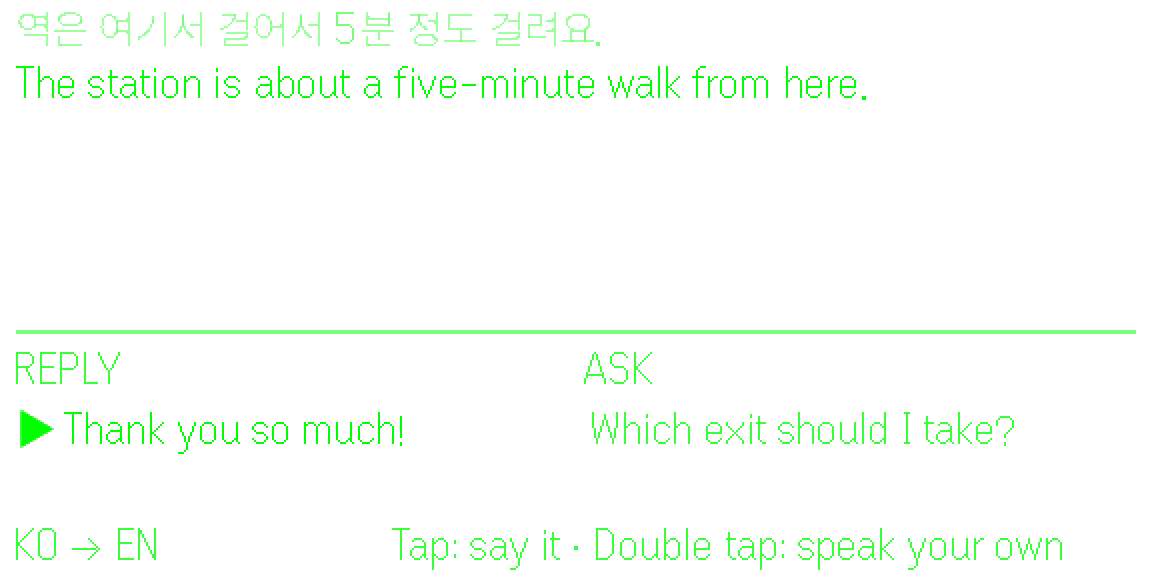 역은 여기서 걸어서 5분 정도 걸려요.
The station is about a five-minute walk from here.
REPLY
ASK
▶ Thank you so much!
Which exit should I take?
KO → EN
Tap: say it · Double tap: speak your own